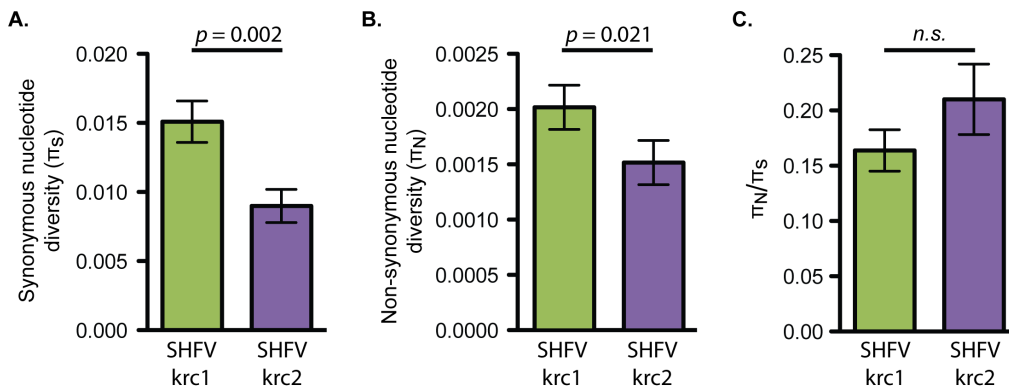 A.
p = 0.002
Synonymous nucleotide
diversity (πS)
0.020
0.015
0.010
0.005
0.000
SHFV
krc1
SHFV
krc2
B.
p = 0.021
Non-synonymous nucleotide
diversity (πN)
0.0025
0.0020
0.0015
0.0010
0.0005
0.0000
SHFV
krc1
SHFV
krc2
C.
n.s.
πN/πS
0.25
0.20
0.15
0.10
0.05
0.00
SHFV
krc1
SHFV
krc2